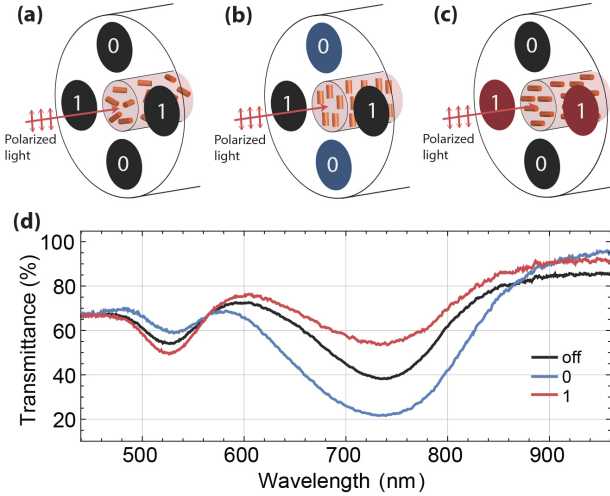 (a)
0
1
1
0
Polarized
light
(b)
0
1
1
0
Polarized
light
(c)
0
1
1
0
Polarized
light
(d)
100
80
60
40
20
Transmittance (%)
off
0
1
500 600 700 800 900
Wavelength (nm)